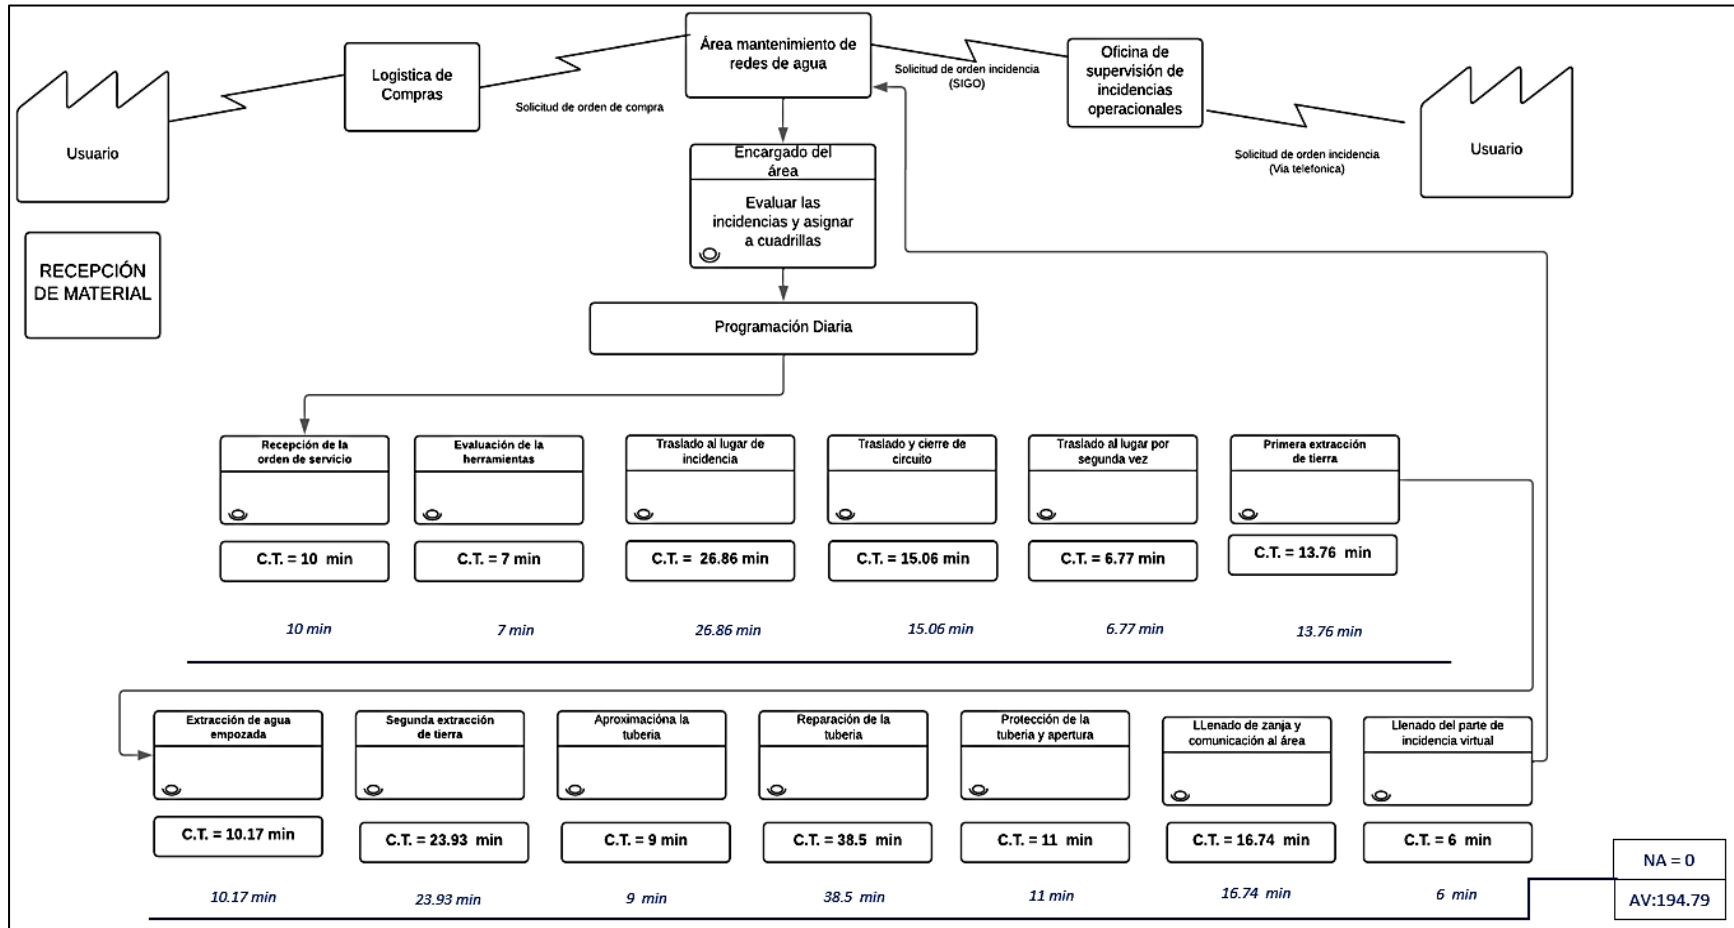 Usuario
Logistica de
Compras
Solicitud de orden de compra
Área mantenimiento de
redes de agua
Solicitud de orden incidencia
(SIGO)
Oficina de
supervisión de
incidencias
operacionales
Solicitud de orden incidencia
(Via telefonica)
Usuario
RECEPCIÓN
DE MATERIAL
Encargado del
área
Evaluar las
incidencias y asignar
a cuadrillas
Programación Diaria
Recepción de la
orden de servicio
Evaluación de la
herramientas
Traslado al lugar de
incidencia
Traslado y cierre de
circuito
Traslado al lugar por
segunda vez
Primera extracción
de tierra
C.T. = 10 min
C.T. = 7 min
C.T. = 26.86 min
C.T. = 15.06 min
C.T. = 6.77 min
C.T. = 13.76 min
10 min
7 min
26.86 min
15.06 min
6.77 min
13.76 min
Extracción de agua
empozada
Segunda extracción
de tierra
Aproximacióna la
tuberia
Reparación de la
tuberia
Protección de la
tuberia y apertura
LLenado de zanja y
comunicación al área
Llenado del parte de
incidencia virtual
C.T. = 10.17 min
C.T. = 23.93 min
C.T. = 9 min
C.T. = 38.5 min
C.T. = 11 min
C.T. = 16.74 min
C.T. = 6 min
10.17 min
23.93 min
9 min
38.5 min
11 min
16.74 min
6 min
NA = 0
AV:194.79